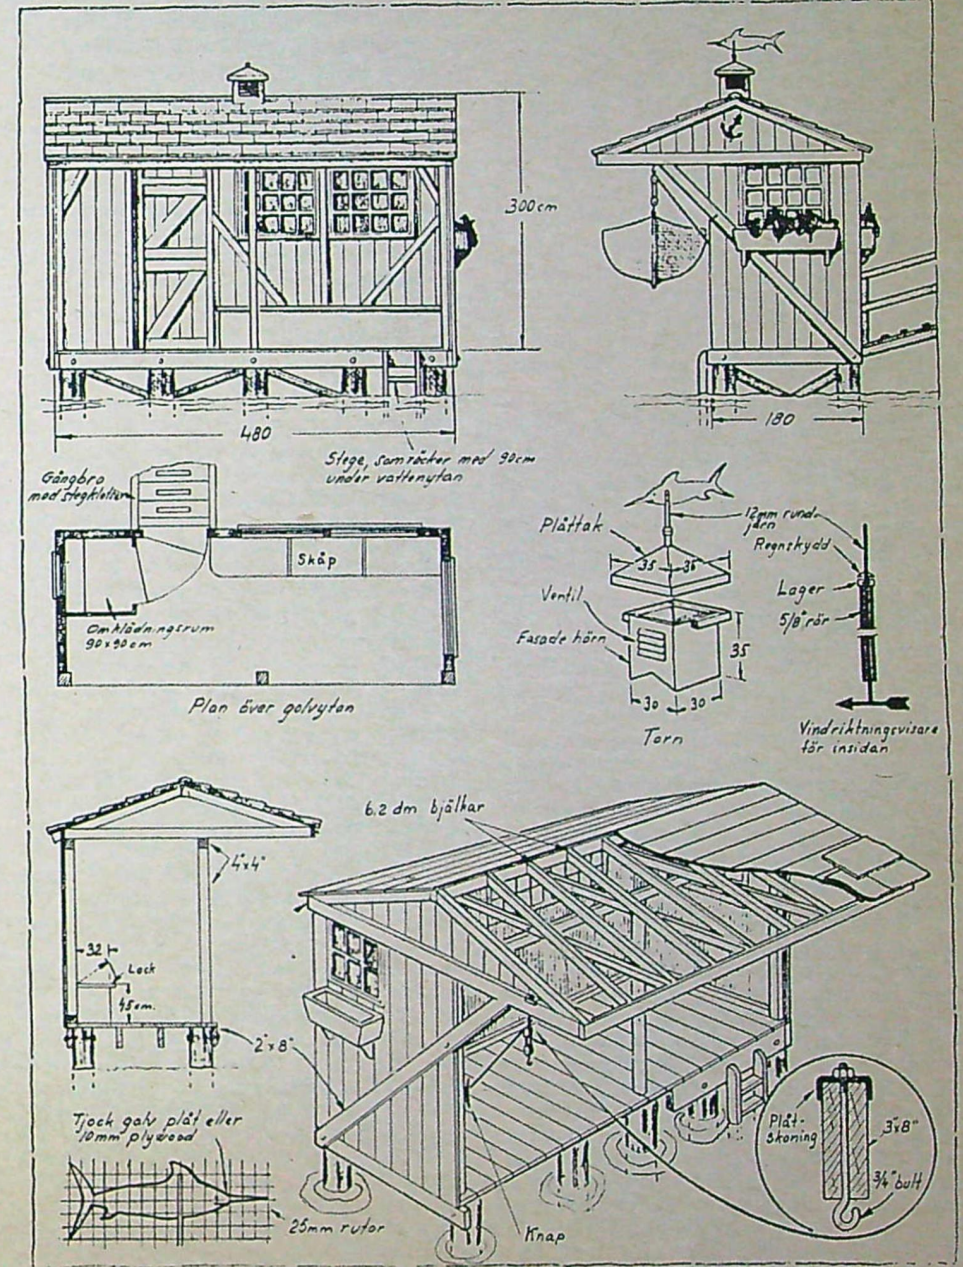 300 cm
480
180
Stege, som räcker med 90cm
under vattenytan
Gångbro
med stegklettur
Skåp
Omklädningsrum
90x90cm
Plan över golvytan
Plåttak
12mm rund-
järn
Regnskydd
35
35
Lager
5/8" rör
Ventil
Fasade hörn
35
30
30
Torn
Vindriktningsvisare
för insidan
6.2 dm bjälkar
4"x4"
32
Lock
45cm.
2"x8"
Tjock galv plåt eller
10mm plywood
25mm rutor
Knap
Plåt-
skoning
3"x8"
3/4" bult